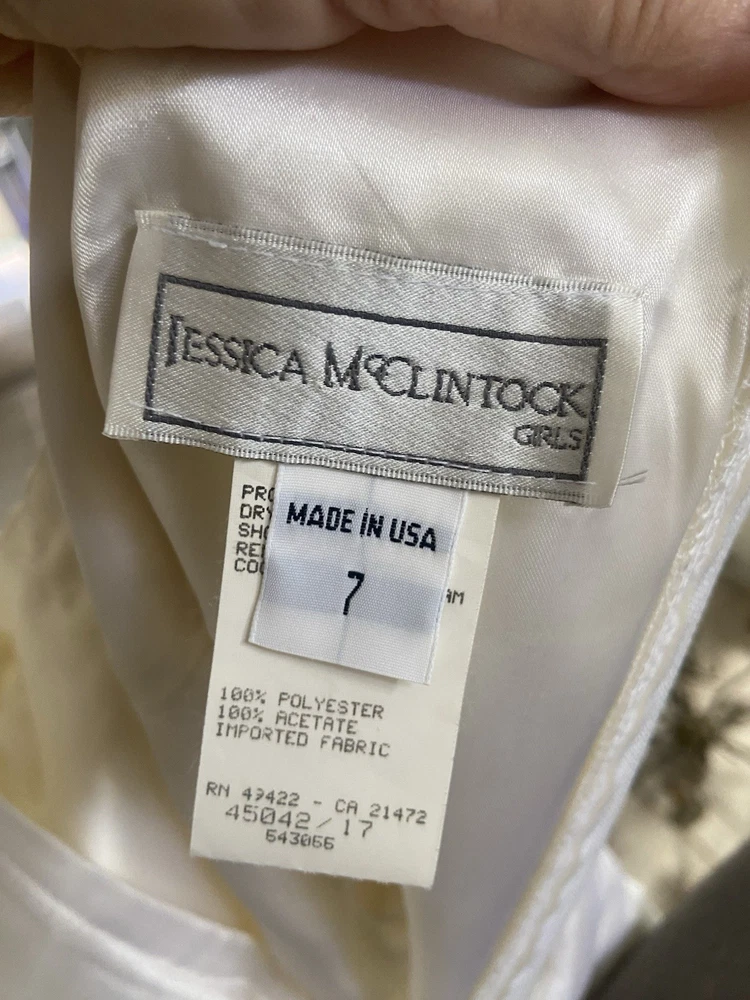 JESSICA MCCLINTOCK
GIRLS
MADE IN USA
7
100% POLYESTER
100% ACETATE
IMPORTED FABRIC
RN 49422 - CA 21472
45042/17
643066